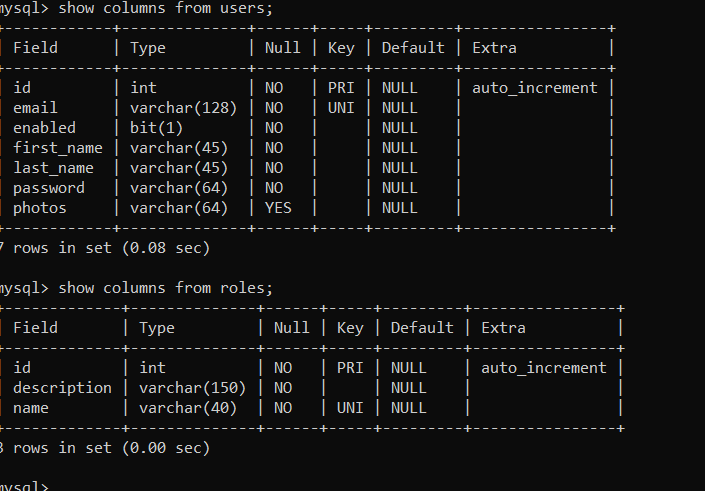 mysql> show columns from users;
+------------+--------------+------+-----+---------+----------------+
| Field | Type | Null | Key | Default | Extra |
+------------+--------------+------+-----+---------+----------------+
| id | int | NO | PRI | NULL | auto_increment |
| email | varchar(128) | NO | UNI | NULL | |
| enabled | bit(1) | NO | | NULL | |
| first_name | varchar(45) | NO | | NULL | |
| last_name | varchar(45) | NO | | NULL | |
| password | varchar(64) | NO | | NULL | |
| photos | varchar(64) | YES | | NULL | |
+------------+--------------+------+-----+---------+----------------+
7 rows in set (0.08 sec)
mysql> show columns from roles;
+-------------+--------------+------+-----+---------+----------------+
| Field | Type | Null | Key | Default | Extra |
+-------------+--------------+------+-----+---------+----------------+
| id | int | NO | PRI | NULL | auto_increment |
| description | varchar(150) | NO | | NULL | |
| name | varchar(40) | NO | UNI | NULL | |
+-------------+--------------+------+-----+---------+----------------+
3 rows in set (0.00 sec)
mysql>